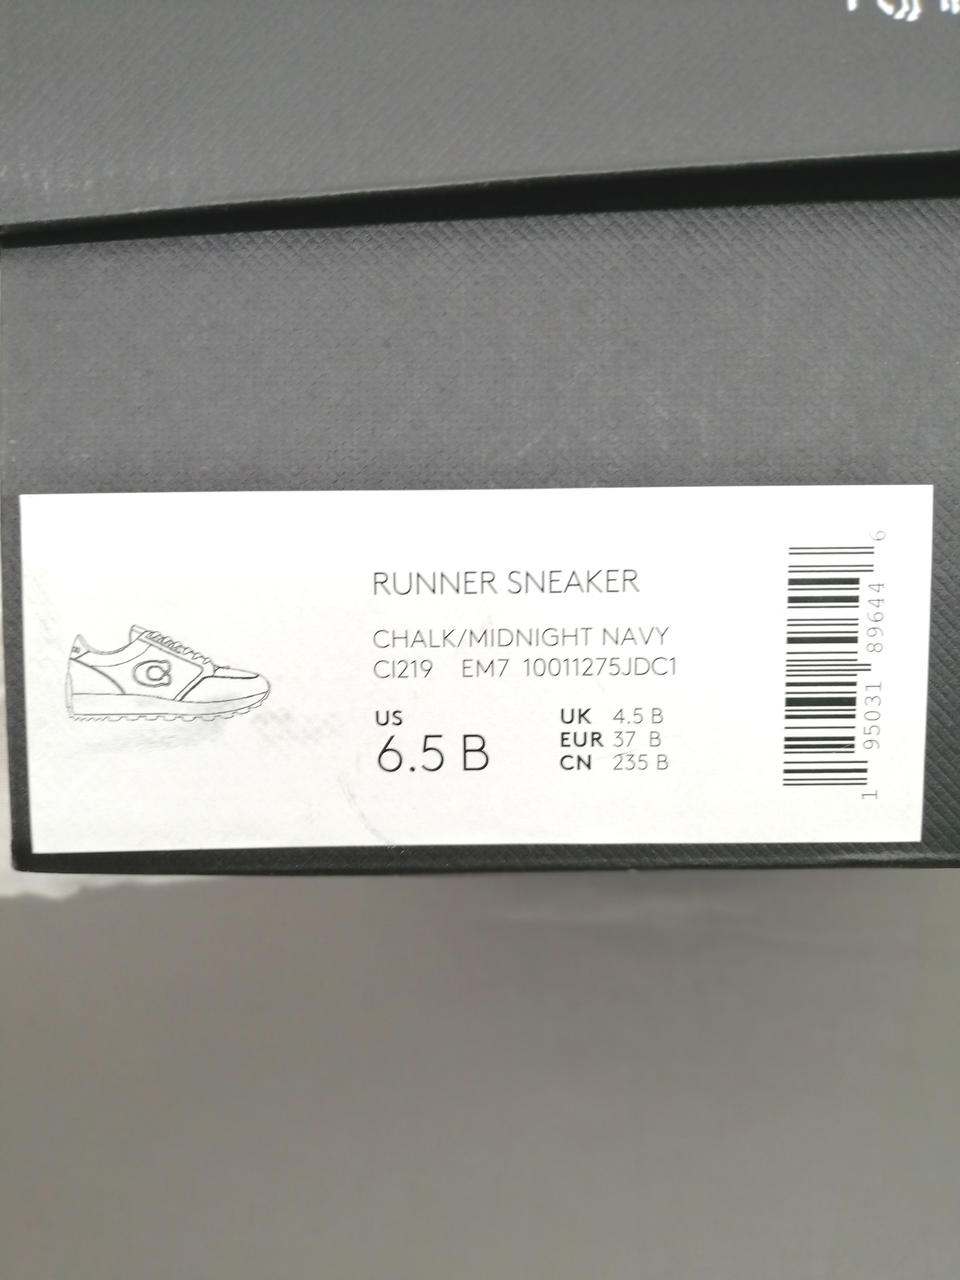 RUNNER SNEAKER
CHALK/MIDNIGHT NAVY
CI219 EM7 10011275JDC1
US
6.5 B
UK 4.5 B
EUR 37 B
CN 235 B
1 95031 89644 6